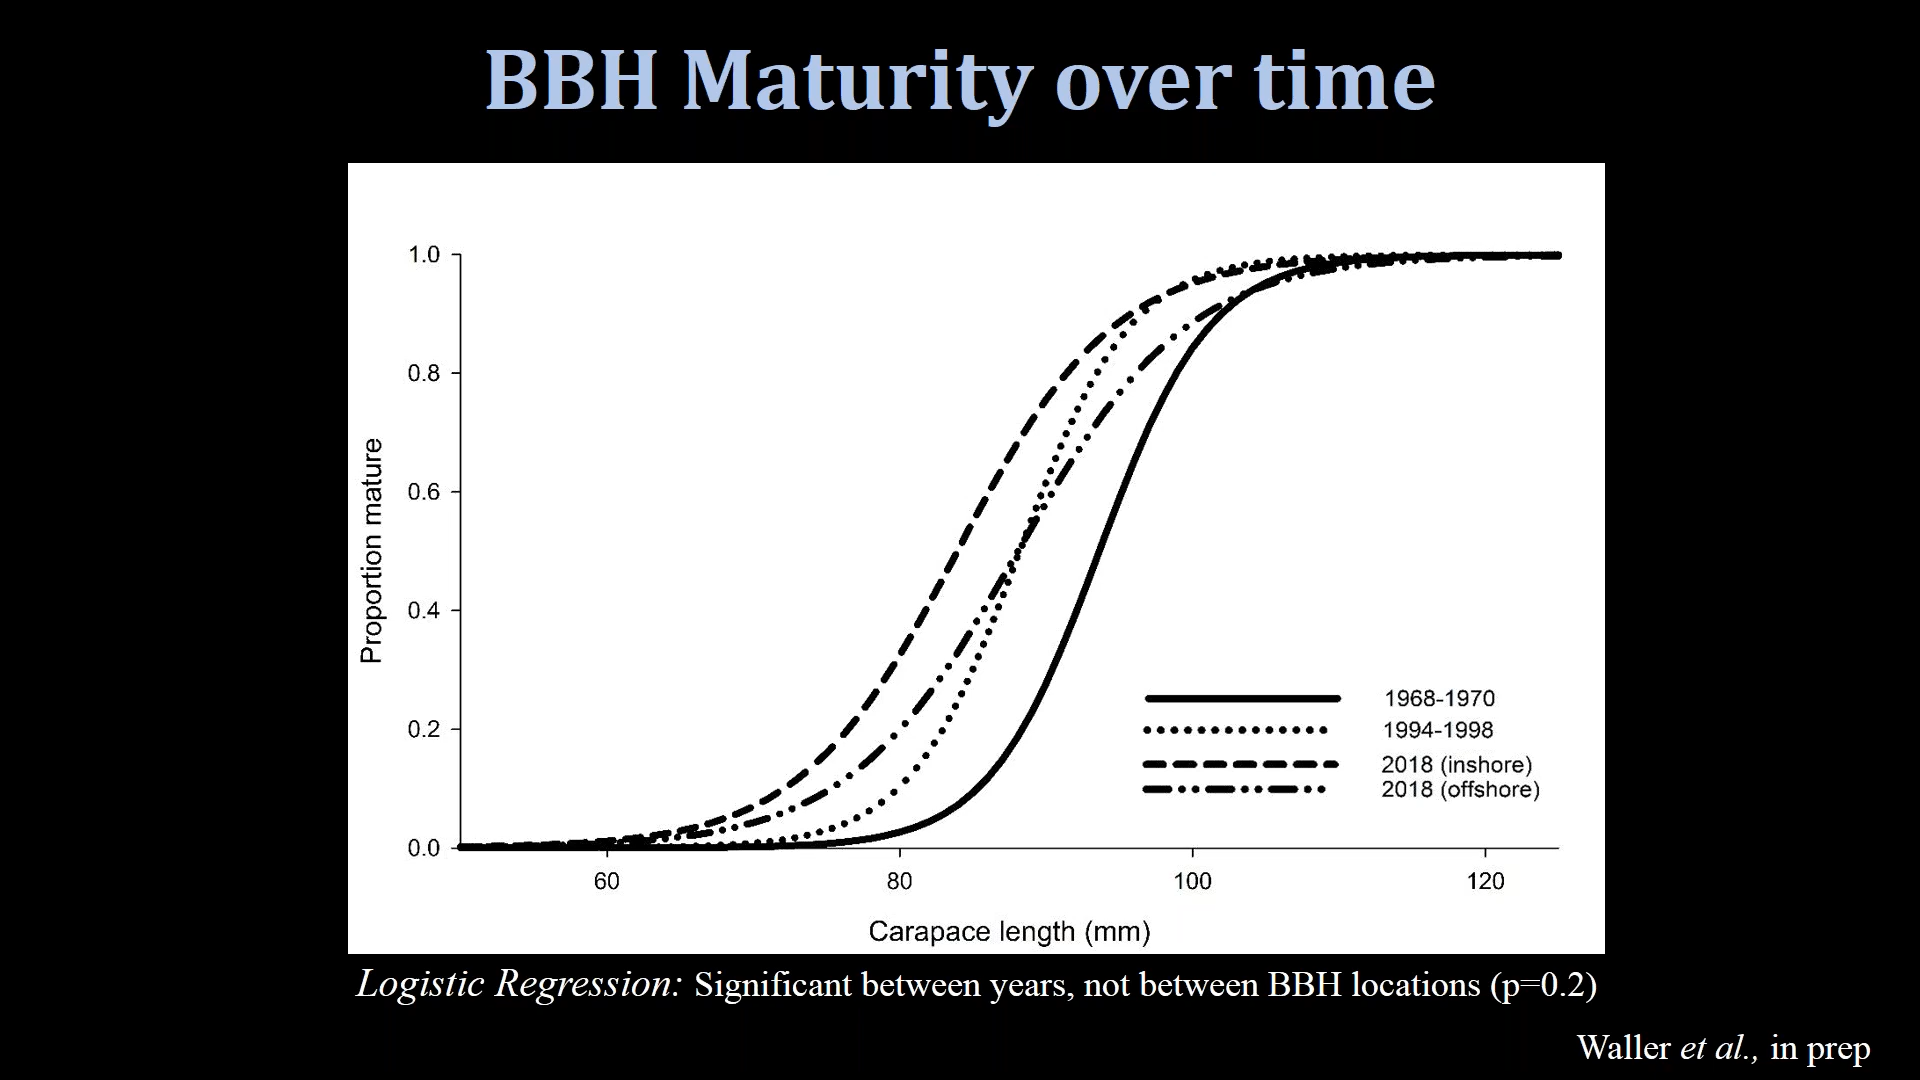 BBH Maturity over time
1.0
0.8
0.6
0.4
0.2
0.0
Proportion mature
60 80 100 120
Carapace length (mm)
1968-1970
1994-1998
2018 (inshore)
2018 (offshore)
Logistic Regression: Significant between years, not between BBH locations (p=0.2)
Waller et al., in prep